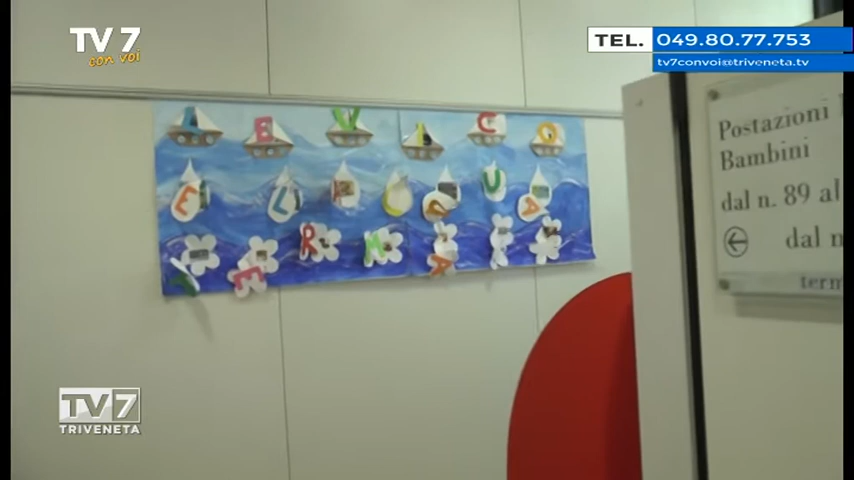 TV7
con voi
TEL. 049.80.77.753
tv7convoi@triveneta.tv
L E V I C O
E L P L C U A
T E R M A
Postazioni
Bambini
dal n. 89 al
dal n
term
TV7
TRIVENETA